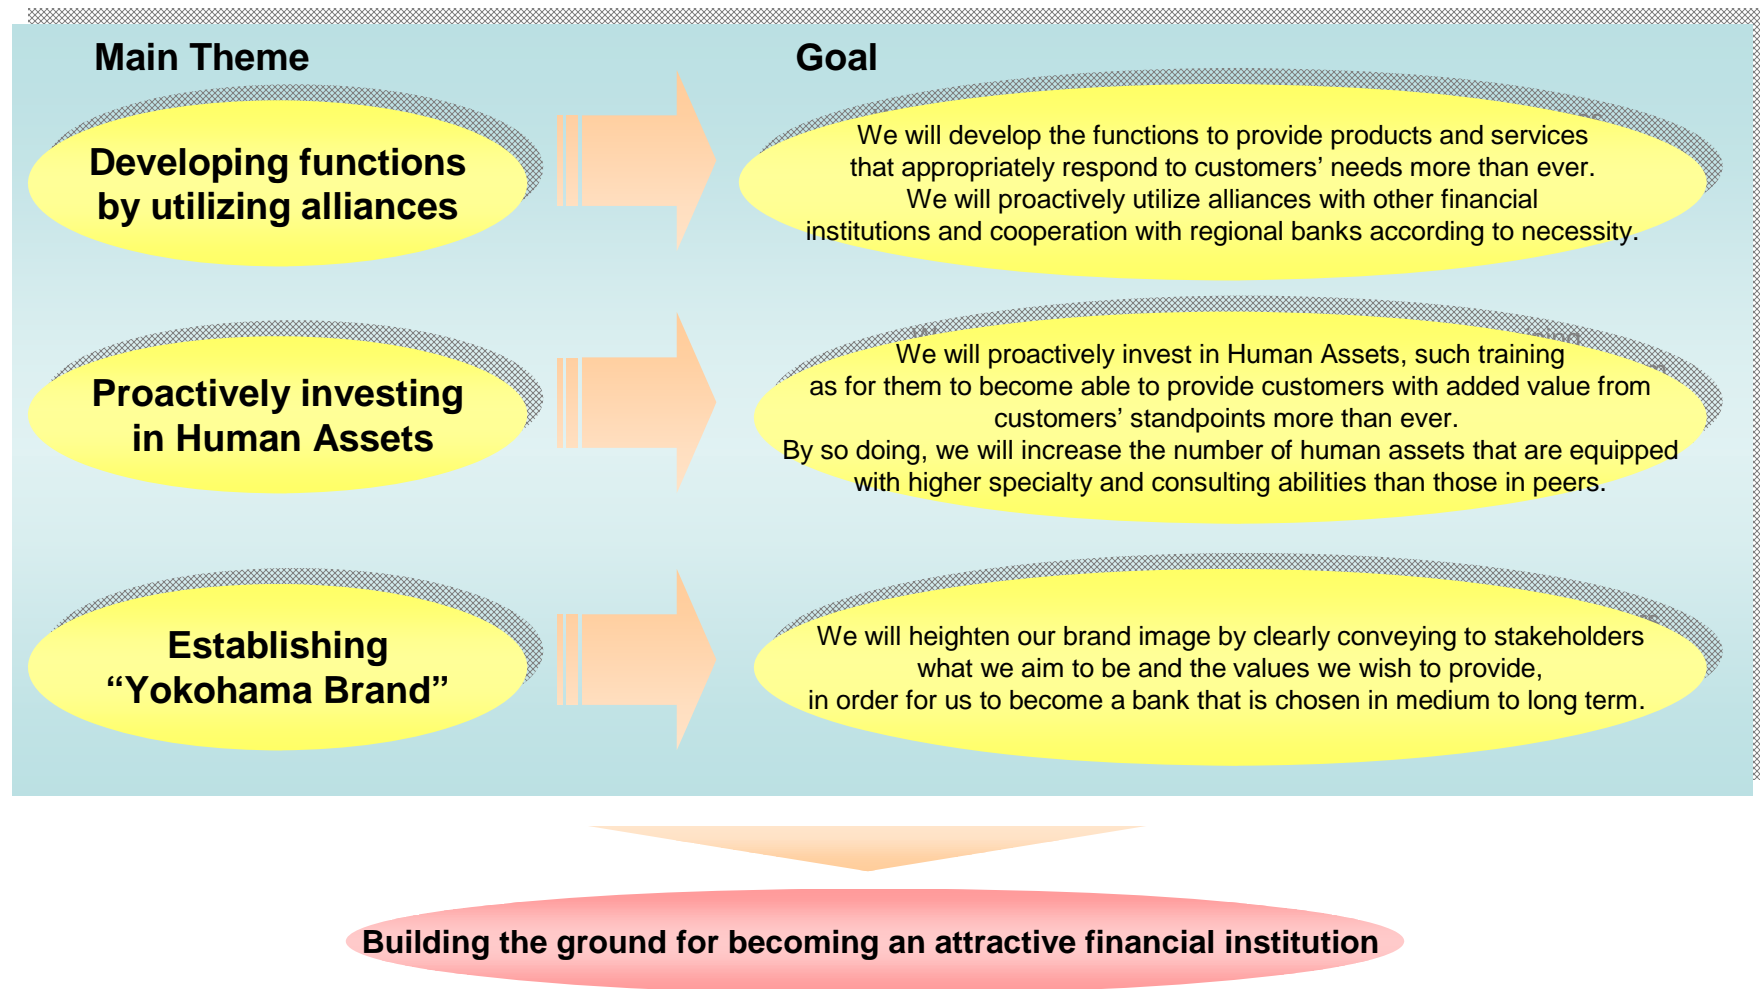 Main Theme
Goal
Developing functions
by utilizing alliances
We will develop the functions to provide products and services
that appropriately respond to customers’ needs more than ever.
We will proactively utilize alliances with other financial
institutions and cooperation with regional banks according to necessity.
Proactively investing
in Human Assets
We will proactively invest in Human Assets, such training
as for them to become able to provide customers with added value from
customers’ standpoints more than ever.
By so doing, we will increase the number of human assets that are equipped
with higher specialty and consulting abilities than those in peers.
Establishing
“Yokohama Brand”
We will heighten our brand image by clearly conveying to stakeholders
what we aim to be and the values we wish to provide,
in order for us to become a bank that is chosen in medium to long term.
Building the ground for becoming an attractive financial institution